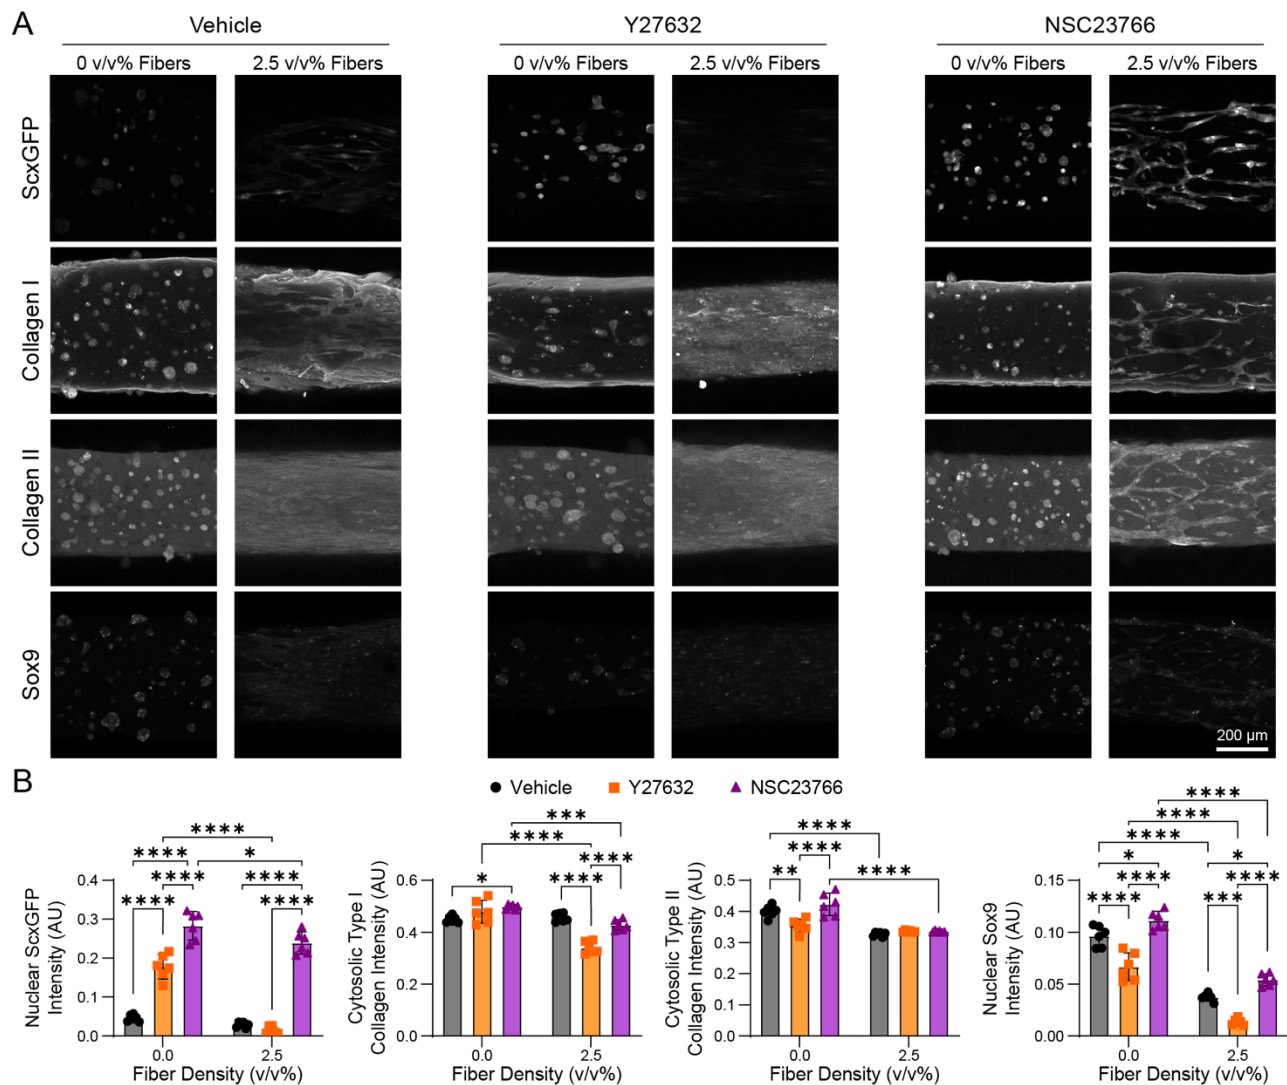 A
Vehicle
Y27632
NSC23766
0 v/v% Fibers 2.5 v/v% Fibers
0 v/v% Fibers 2.5 v/v% Fibers
0 v/v% Fibers 2.5 v/v% Fibers
ScxGFP
Collagen I
Collagen II
Sox9
200 µm
B
Vehicle
Y27632
NSC23766
Nuclear ScxGFP
Intensity (AU)
0.4
0.3
0.2
0.1
0.0
****
****
****
****
*
****
****
0.0
2.5
Fiber Density (v/v%)
Cytosolic Type I
Collagen Intensity (AU)
0.6
0.4
0.2
0.0
***
****
*
****
****
0.0
2.5
Fiber Density (v/v%)
Cytosolic Type II
Collagen Intensity (AU)
0.5
0.4
0.3
0.2
0.1
0.0
****
****
**
****
0.0
2.5
Fiber Density (v/v%)
Nuclear Sox9
Intensity (AU)
0.15
0.10
0.05
0.00
****
****
****
*
****
****
*
****
***
0.0
2.5
Fiber Density (v/v%)